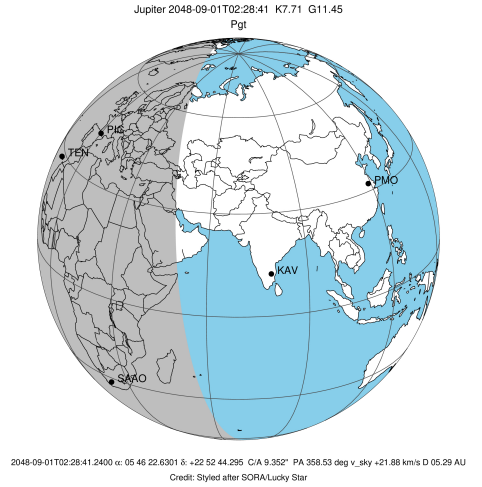 Jupiter 2048-09-01T02:28:41 K7.71 G11.45
Pgt
PIC
TEN
PMO
KAV
SAAO
2048-09-01T02:28:41.2400 α: 05 46 22.6301 δ: +22 52 44.295 C/A 9.352" PA 358.53 deg v_sky +21.88 km/s D 05.29 AU
Credit: Styled after SORA/Lucky Star